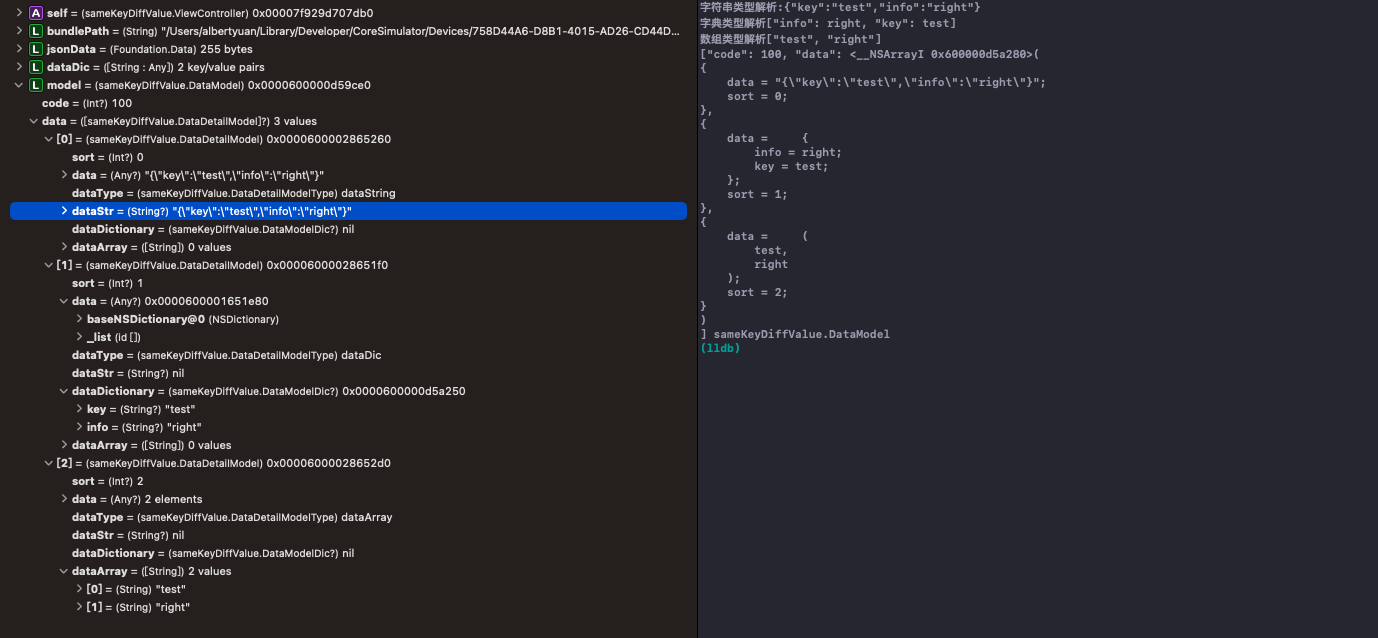 A self = (sameKeyDiffValue.ViewController) 0x00007f929d707db0
L bundlePath = (String) "/Users/albertyuan/Library/Developer/CoreSimulator/Devices/758D44A6-D8B1-4015-AD26-CD44D...
L jsonData = (Foundation.Data) 255 bytes
L dataDic = ([String : Any]) 2 key/value pairs
L model = (sameKeyDiffValue.DataModel) 0x0000600000d59ce0
code = (Int?) 100
data = ([sameKeyDiffValue.DataDetailModel]?) 3 values
[0] = (sameKeyDiffValue.DataDetailModel) 0x0000600002865260
sort = (Int?) 0
data = (Any?) "{\"key\":\"test\",\"info\":\"right\"}"
dataType = (sameKeyDiffValue.DataDetailModelType) dataString
dataStr = (String?) "{\"key\":\"test\",\"info\":\"right\"}"
dataDictionary = (sameKeyDiffValue.DataModelDic?) nil
dataArray = ([String]) 0 values
[1] = (sameKeyDiffValue.DataDetailModel) 0x00006000028651f0
sort = (Int?) 1
data = (Any?) 0x0000600001651e80
baseNSDictionary@0 (NSDictionary)
_list (id [])
dataType = (sameKeyDiffValue.DataDetailModelType) dataDic
dataStr = (String?) nil
dataDictionary = (sameKeyDiffValue.DataModelDic?) 0x0000600000d5a250
key = (String?) "test"
info = (String?) "right"
dataArray = ([String]) 0 values
[2] = (sameKeyDiffValue.DataDetailModel) 0x00006000028652d0
sort = (Int?) 2
data = (Any?) 2 elements
dataType = (sameKeyDiffValue.DataDetailModelType) dataArray
dataStr = (String?) nil
dataDictionary = (sameKeyDiffValue.DataModelDic?) nil
dataArray = ([String]) 2 values
[0] = (String) "test"
[1] = (String) "right"
字符串类型解析:{"key":"test","info":"right"}
字典类型解析["info": right, "key": test]
数组类型解析["test", "right"]
["code": 100, "data": <__NSArrayI 0x600000d5a280>(
{
    data = "{\"key\":\"test\",\"info\":\"right\"}";
    sort = 0;
},
{
    data =     {
        info = right;
        key = test;
    };
    sort = 1;
},
{
    data =     (
        test,
        right
    );
    sort = 2;
}
)
] sameKeyDiffValue.DataModel
(lldb)